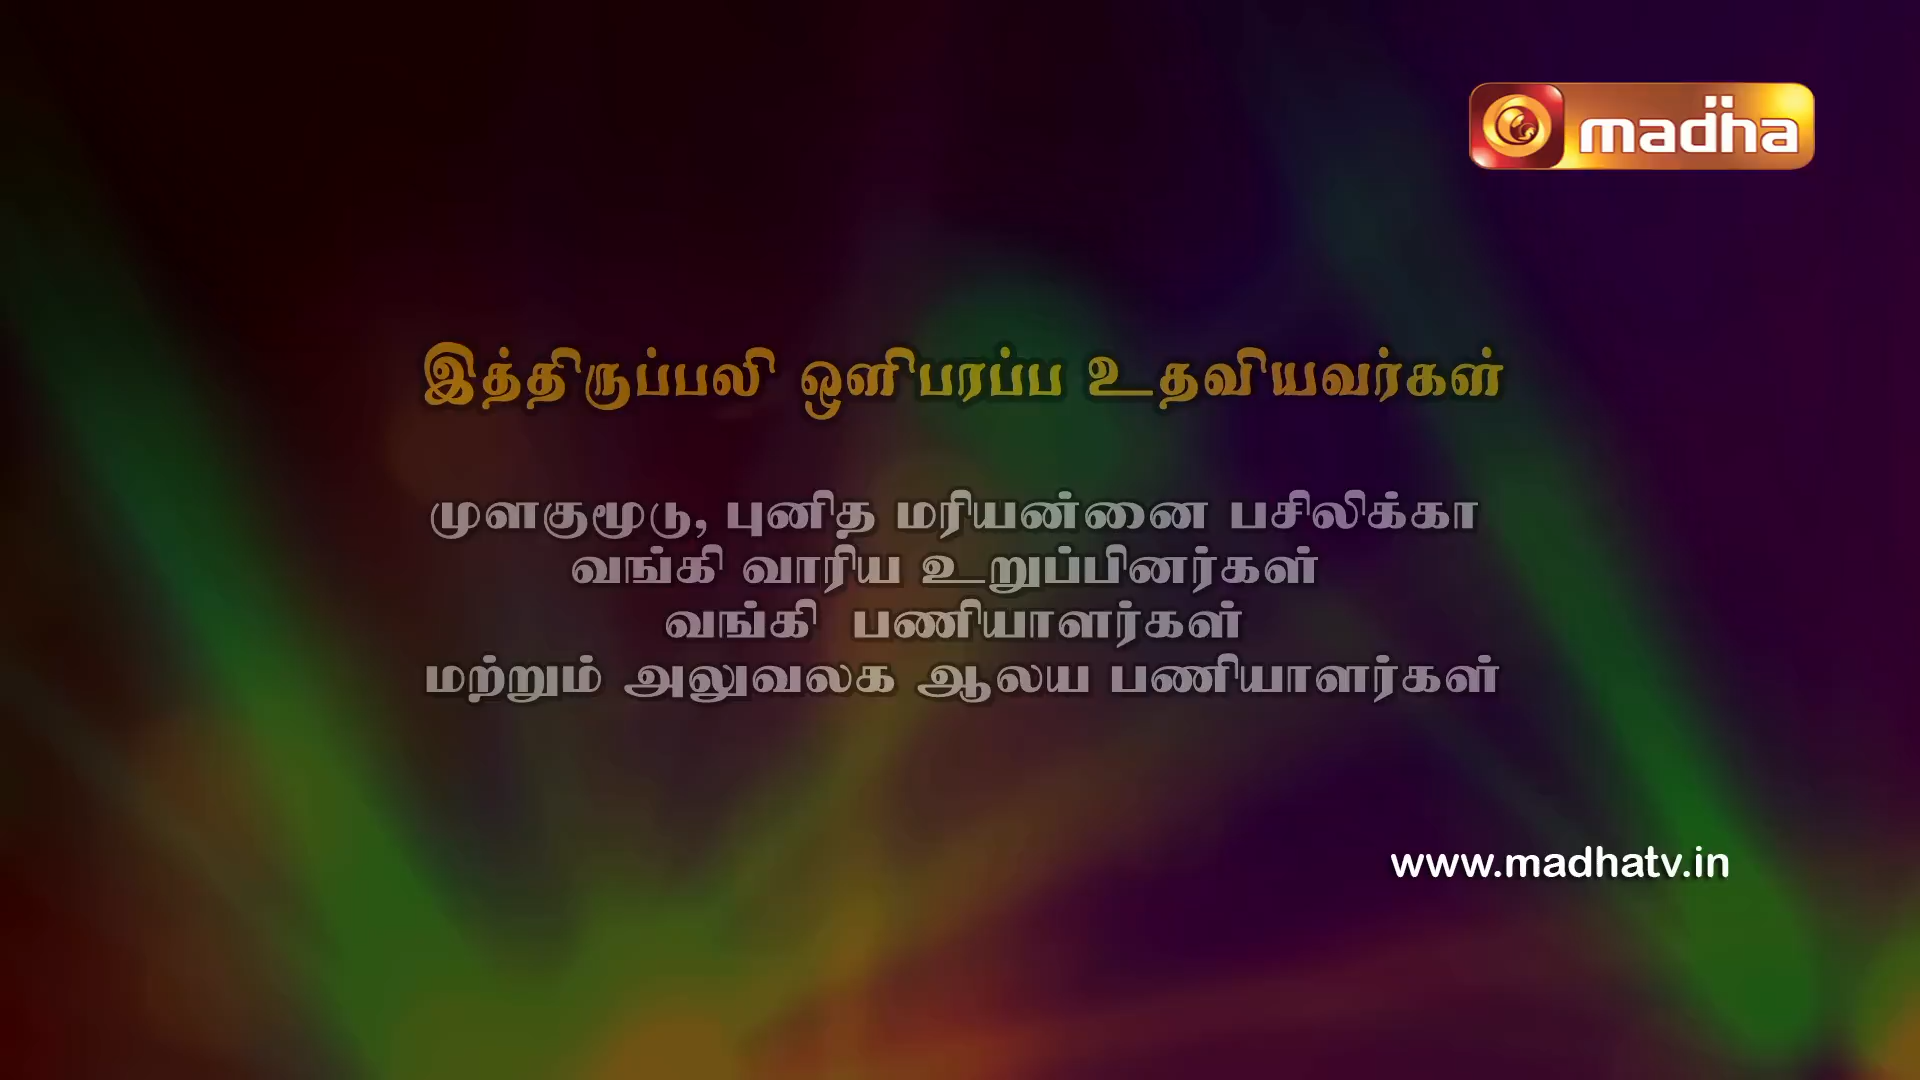 madha
இத்திருப்பலி ஒளிபரப்ப உதவியவர்கள்
முளகுமூடு, புனித மரியன்னை பசிலிக்கா
வங்கி வாரிய உறுப்பினர்கள்
வங்கி பணியாளர்கள்
மற்றும் அலுவலக ஆலய பணியாளர்கள்
www.madhatv.in